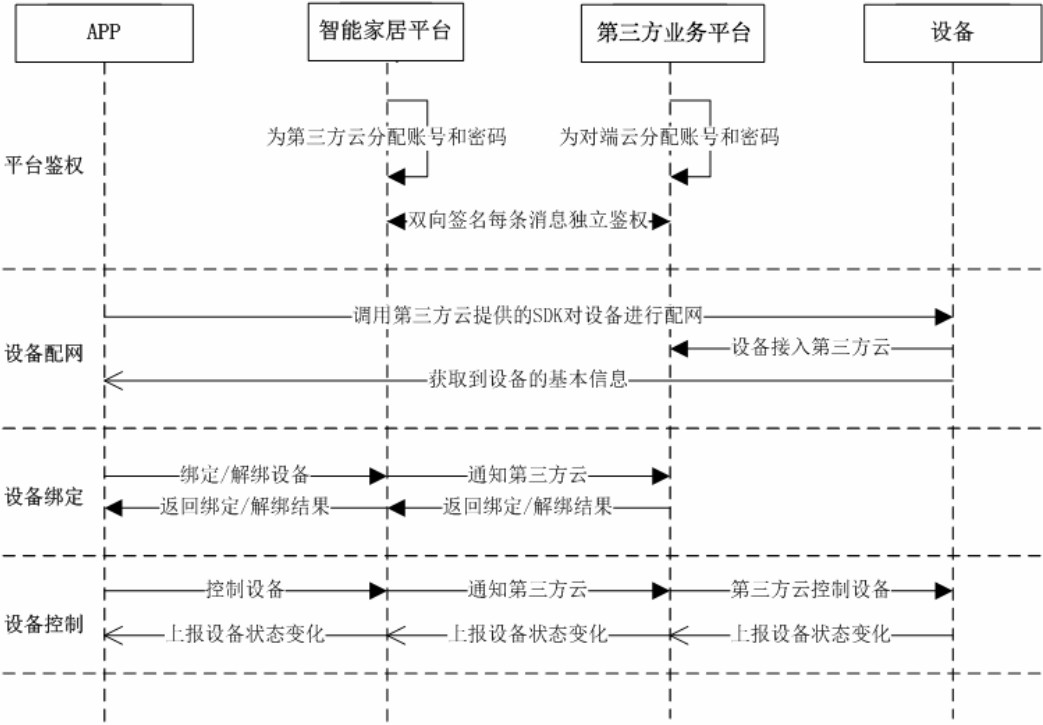 APP
智能家居平台
第三方业务平台
设备
平台鉴权
为第三方云分配账号和密码
为对端云分配账号和密码
双向签名每条消息独立鉴权
设备配网
调用第三方云提供的SDK对设备进行配网
设备接入第三方云
获取到设备的基本信息
设备绑定
绑定/解绑设备
通知第三方云
返回绑定/解绑结果
返回绑定/解绑结果
设备控制
控制设备
通知第三方云
第三方云控制设备
上报设备状态变化
上报设备状态变化
上报设备状态变化